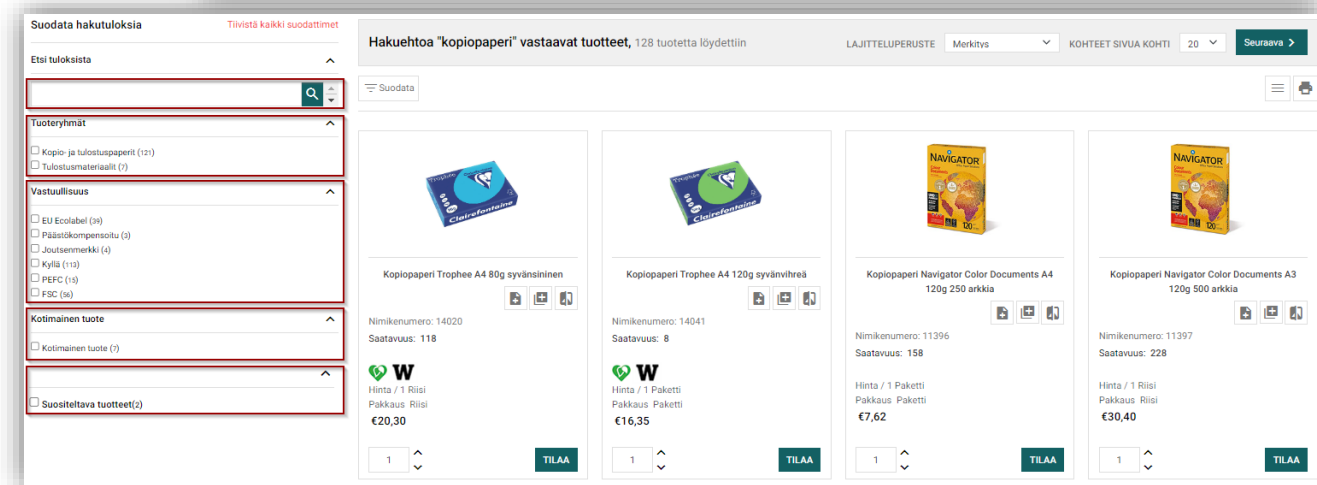 Suodata hakutuloksia
Tiivistä kaikki suodattimet
Etsi tuloksista
Tuoteryhmät
Kopio- ja tulostuspaperit (121)
Tulostusmateriaalit (7)
Vastuullisuus
EU Ecolabel (39)
Päästökompensoitu (3)
Joutsenmerkki (4)
Kyllä (113)
PEFC (15)
FSC (56)
Kotimainen tuote
Kotimainen tuote (7)
Suositeltava tuotteet(2)
Hakuehtoa "kopiopaperi" vastaavat tuotteet, 128 tuotetta löydettiin
LAJITTELUPERUSTE Merkitys KOHTEET SIVUA KOHTI 20 Seuraava
Suodata
Trophee
Clairefontaine
Kopiopaperi Trophee A4 80g syvänsininen
Nimikenumero: 14020
Saatavuus: 118
W
Hinta / 1 Riisi
Pakkaus Riisi
€20,30
1 TILAA
Trophee
Clairefontaine
Kopiopaperi Trophee A4 120g syvänvihreä
Nimikenumero: 14041
Saatavuus: 8
W
Hinta / 1 Paketti
Pakkaus Paketti
€16,35
1 TILAA
NAVIGATOR
120
Kopiopaperi Navigator Color Documents A4
120g 250 arkkia
Nimikenumero: 11396
Saatavuus: 158
Hinta / 1 Paketti
Pakkaus Paketti
€7,62
1 TILAA
NAVIGATOR
120
Kopiopaperi Navigator Color Documents A3
120g 500 arkkia
Nimikenumero: 11397
Saatavuus: 228
Hinta / 1 Riisi
Pakkaus Riisi
€30,40
1 TILAA